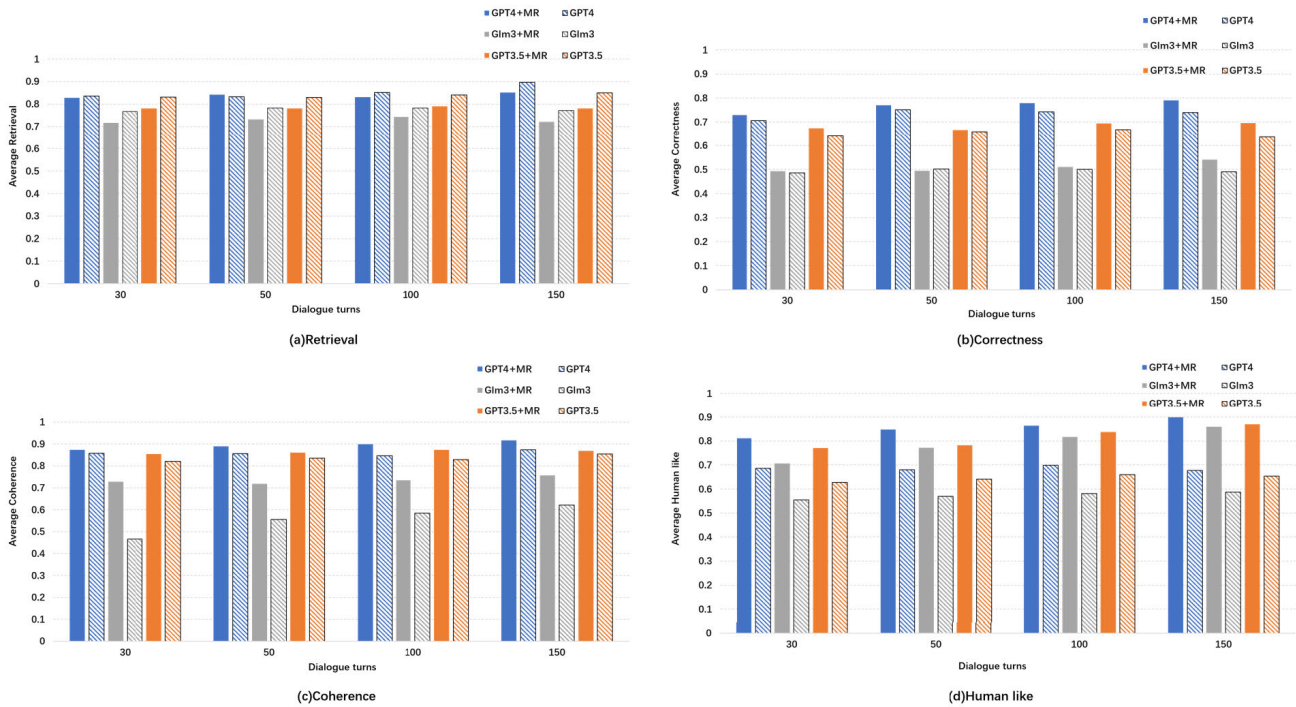 GPT4+MR GPT4
Glm3+MR Glm3
GPT3.5+MR GPT3.5
Average Retrieval
1
0.9
0.8
0.7
0.6
0.5
0.4
0.3
0.2
0.1
0
30 50 100 150
Dialogue turns
(a)Retrieval
GPT4+MR GPT4
Glm3+MR Glm3
GPT3.5+MR GPT3.5
Average Correctness
1
0.9
0.8
0.7
0.6
0.5
0.4
0.3
0.2
0.1
0
30 50 100 150
Dialogue turns
(b)Correctness
GPT4+MR GPT4
Glm3+MR Glm3
GPT3.5+MR GPT3.5
Average Coherence
1
0.9
0.8
0.7
0.6
0.5
0.4
0.3
0.2
0.1
0
30 50 100 150
Dialogue turns
(c)Coherence
GPT4+MR GPT4
Glm3+MR Glm3
GPT3.5+MR GPT3.5
Average Human like
1
0.9
0.8
0.7
0.6
0.5
0.4
0.3
0.2
0.1
0
30 50 100 150
Dialogue turns
(d)Human like